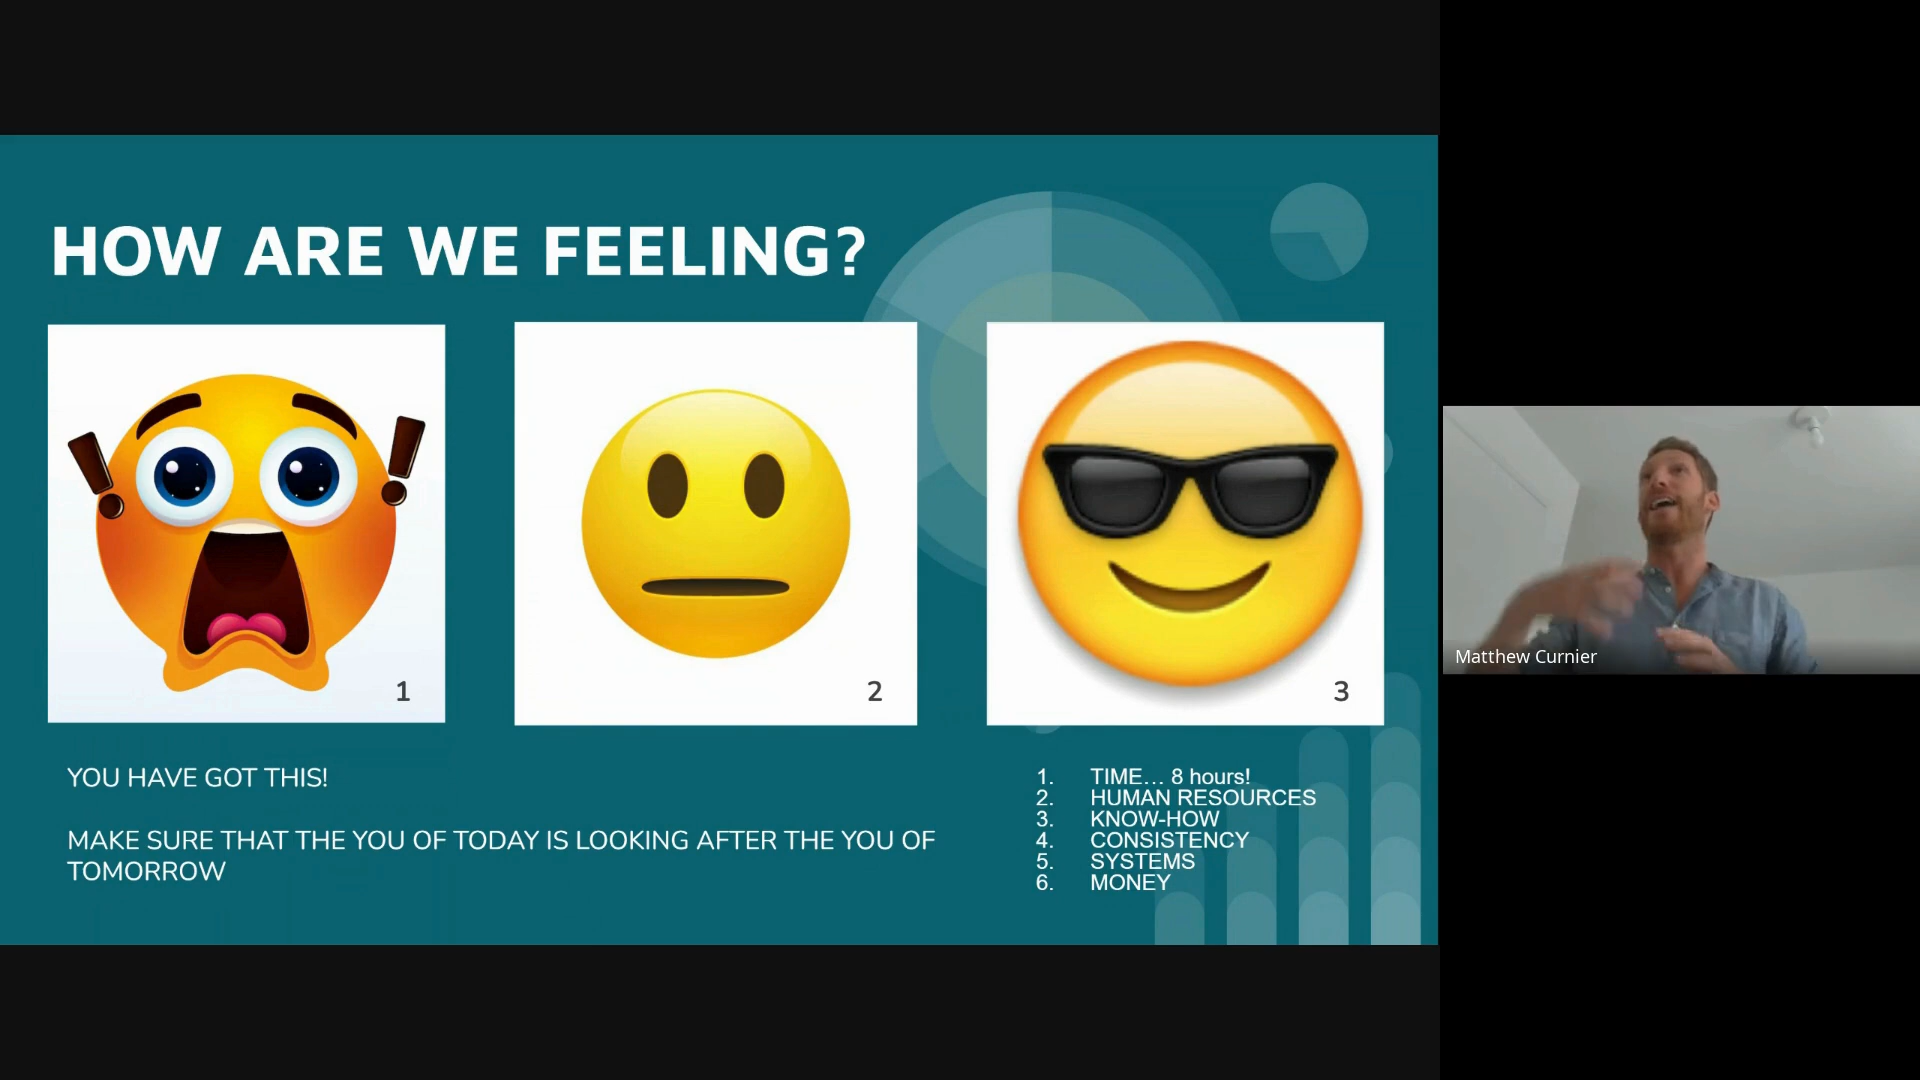 HOW ARE WE FEELING?
1
2
3
YOU HAVE GOT THIS!
MAKE SURE THAT THE YOU OF TODAY IS LOOKING AFTER THE YOU OF
TOMORROW
1. TIME... 8 hours!
2. HUMAN RESOURCES
3. KNOW-HOW
4. CONSISTENCY
5. SYSTEMS
6. MONEY
Matthew Curnier